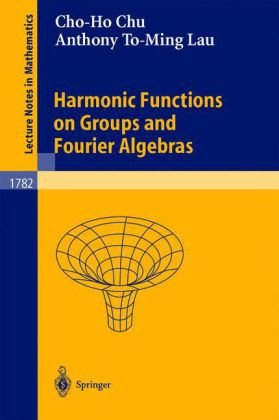 Cho-Ho Chu
Anthony To-Ming Lau
Lecture Notes in Mathematics
Harmonic Functions
on Groups and
Fourier Algebras
1782
Springer